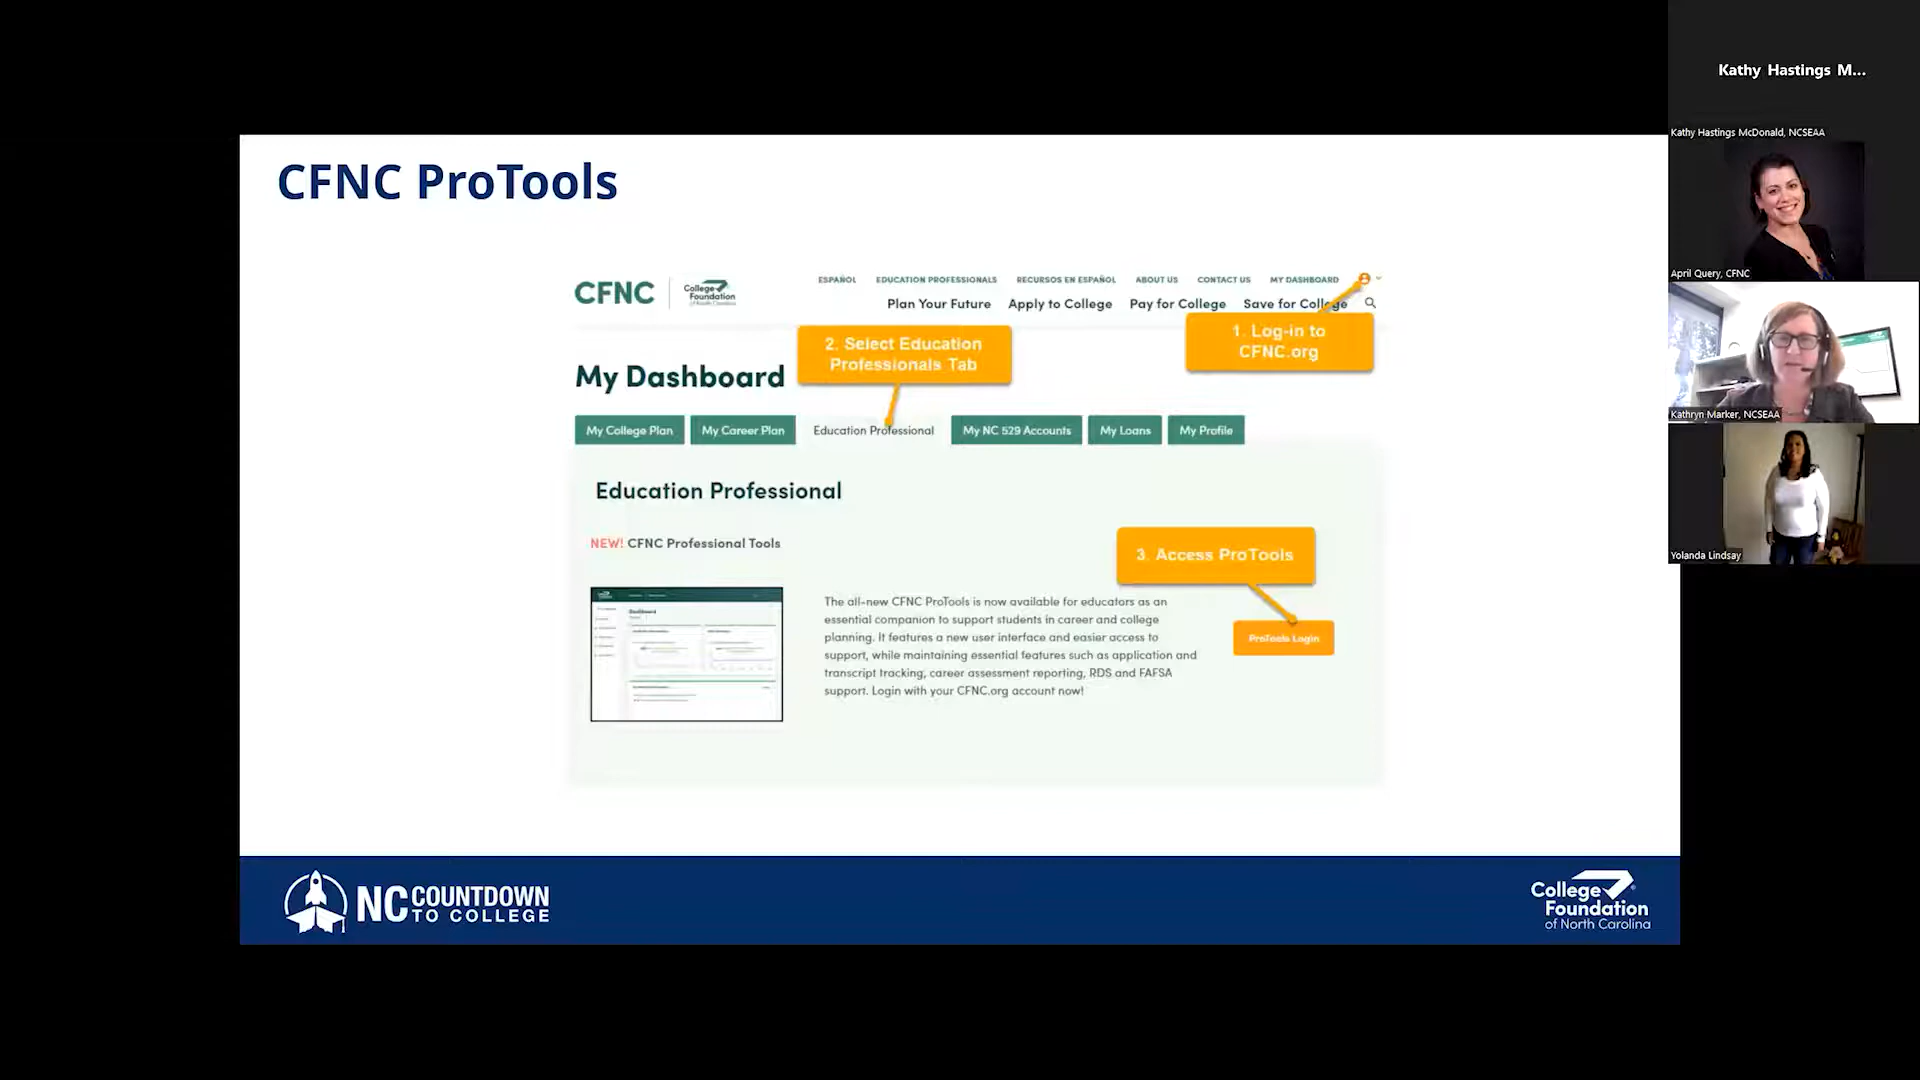 CFNC ProTools
CFNC
College
Foundation
of North Carolina
ESPAÑOL EDUCATION PROFESSIONALS RECURSOS EN ESPAÑOL ABOUT US CONTACT US MY DASHBOARD
Plan Your Future Apply to College Pay for College Save for College
1. Log-in to
CFNC.org
2. Select Education
Professionals Tab
My Dashboard
My College Plan My Career Plan Education Professional My NC 529 Accounts My Loans My Profile
Education Professional
NEW! CFNC Professional Tools
3. Access ProTools
Dashboard
The all-new CFNC ProTools is now available for educators as an
essential companion to support students in career and college
planning. It features a new user interface and easier access to
support, while maintaining essential features such as application and
transcript tracking, career assessment reporting, RDS and FAFSA
support. Login with your CFNC.org account now!
ProTools Login
NC COUNTDOWN
TO COLLEGE
College
Foundation
of North Carolina
Kathy Hastings M...
Kathy Hastings McDonald, NCSEAA
April Query, CFNC
Kathryn Marker, NCSEAA
Yolanda Lindsay